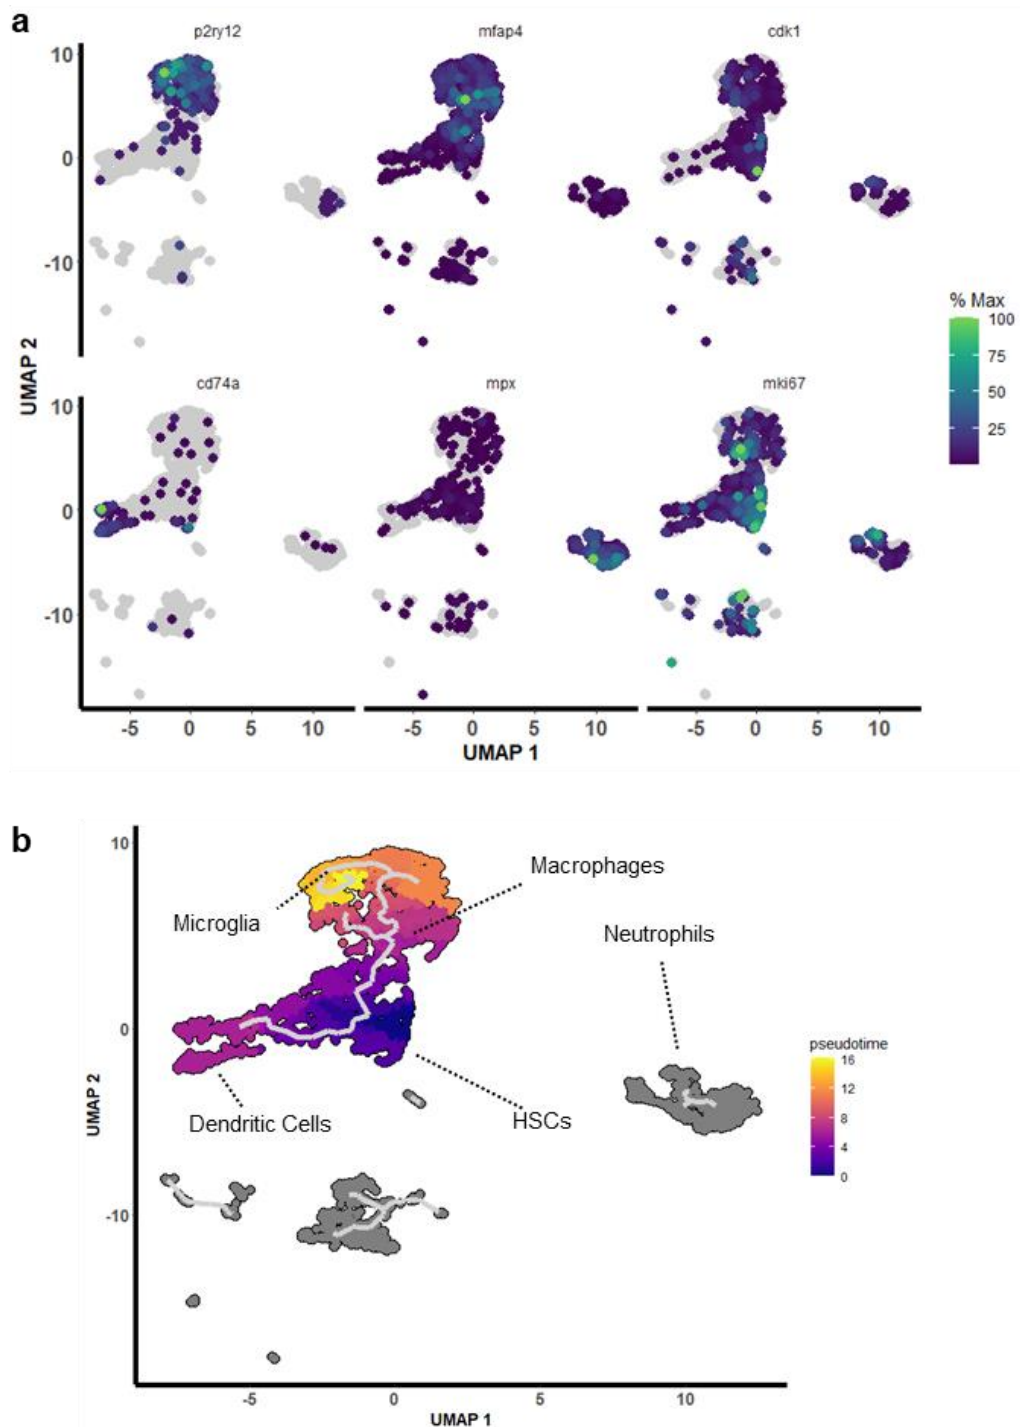 a
p2ry12 mfap4 cdk1
10
0
-10
% Max
100
75
50
25
UMAP 2
cd74a mpx mki67
10
0
-10
-5 0 5 10 -5 0 5 10 -5 0 5 10
UMAP 1
b
10
Macrophages
Microglia
Neutrophils
0
pseudotime
16
12
8
4
0
UMAP 2
Dendritic Cells
HSCs
-10
-5 0 5 10
UMAP 1